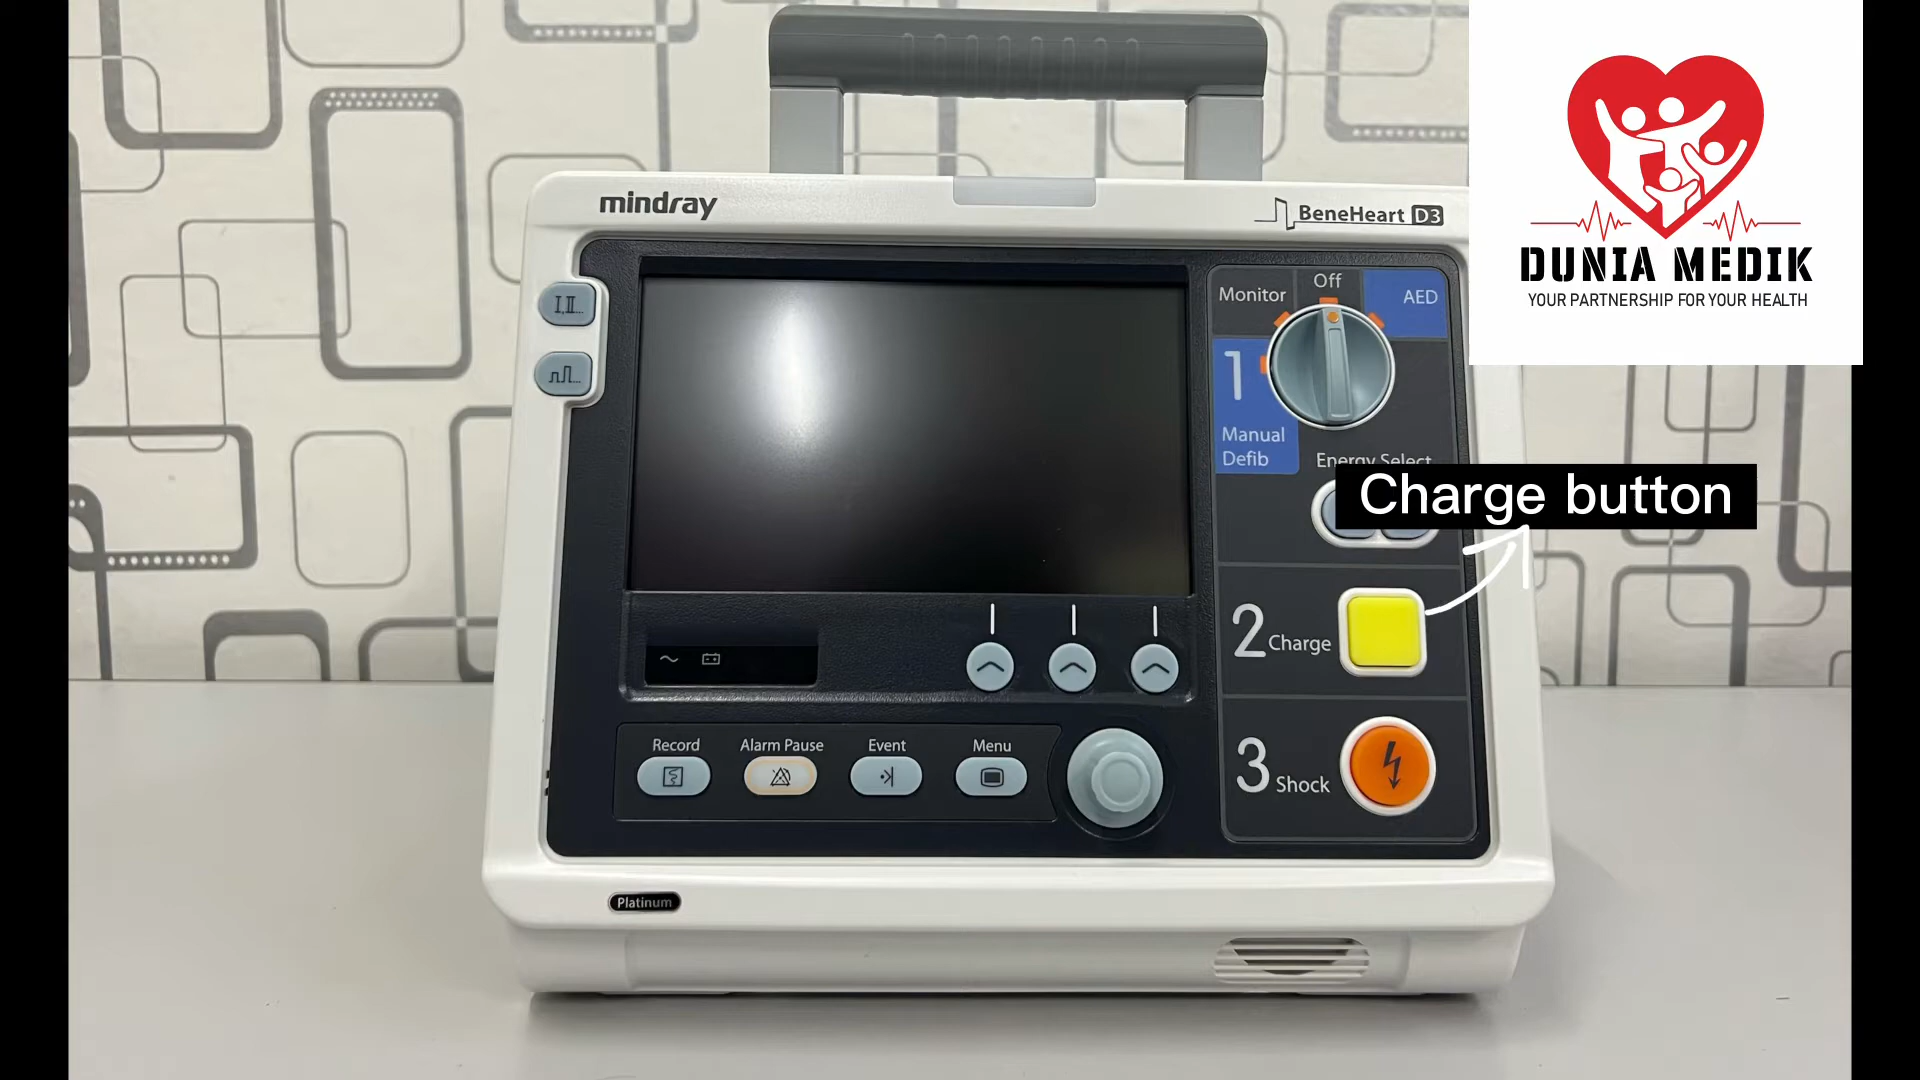 mindray
BeneHeart D3
DUNIA MEDIK
YOUR PARTNERSHIP FOR YOUR HEALTH
I,II...
Monitor
Off
AED
1
Manual
Defib
Energy Select
Charge button
2 Charge
3 Shock
Record
Alarm Pause
Event
Menu
Platinum